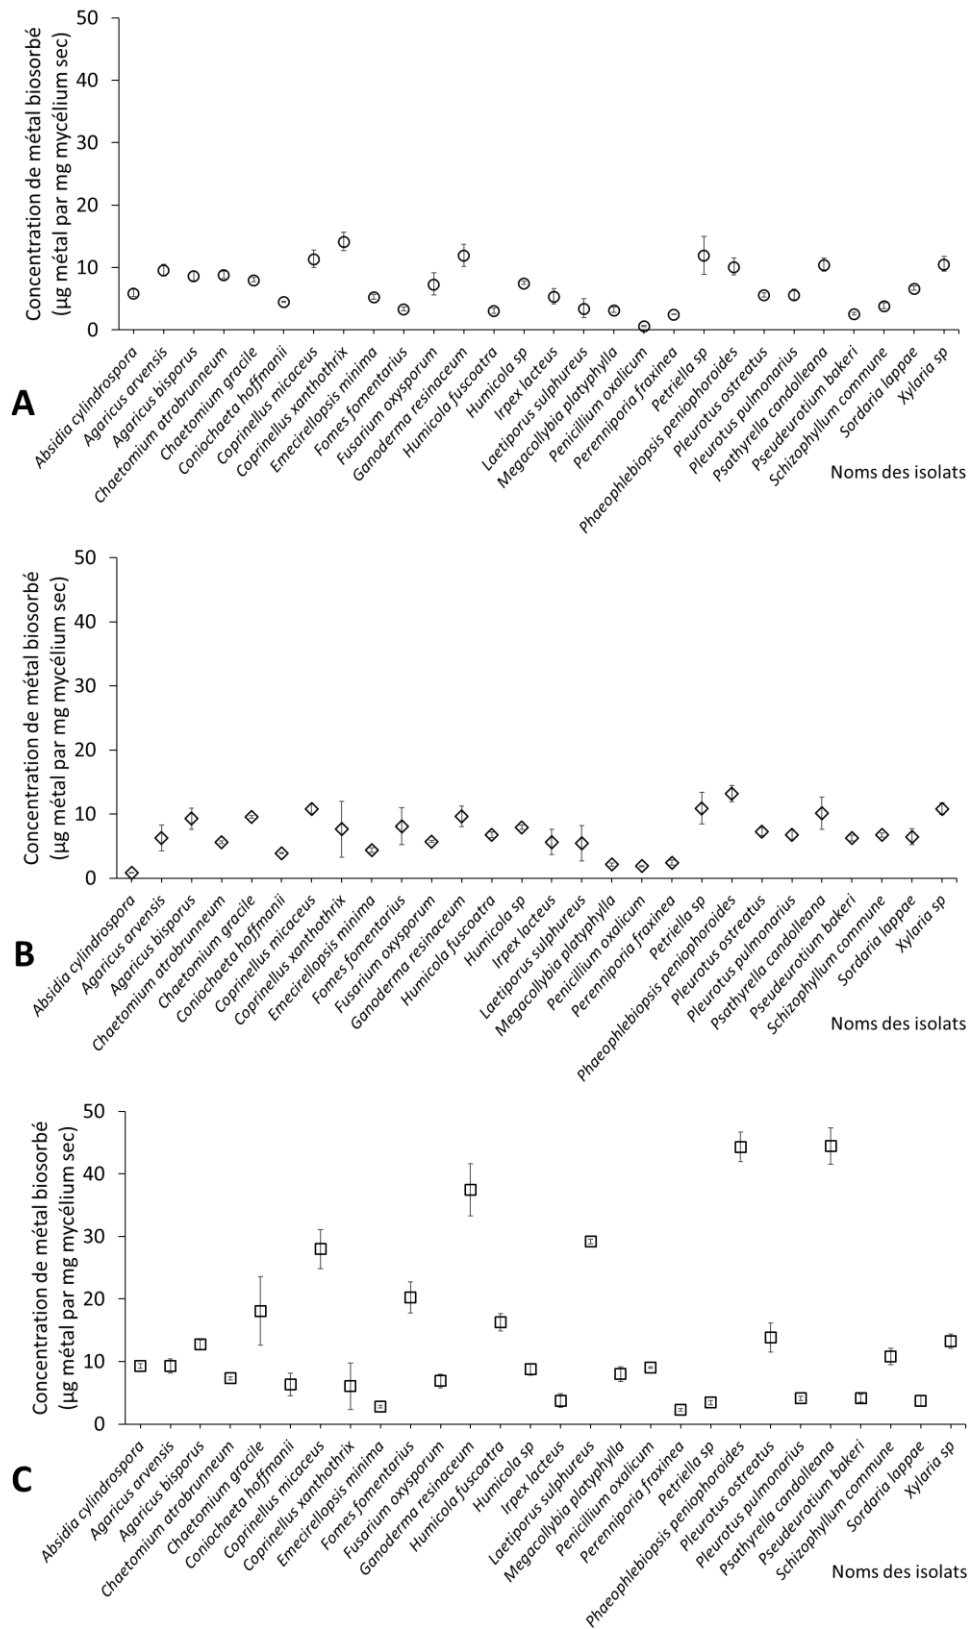 Concentration de métal biosorbé
(µg métal par mg mycélium sec)
50
40
30
20
10
0
Absidia cylindrospora
Agaricus arvensis
Agaricus bisporus
Chaetomium atrobrunneum
Chaetomium gracile
Coniochaeta hoffmanii
Coprinellus micaceus
Coprinellus xanthothrix
Emecirellopsis minima
Fomes fomentarius
Fusarium oxysporum
Ganoderma resinaceum
Humicola fuscoatra
Humicola sp
Irpex lacteus
Laetiporus sulphureus
Megacollybia platyphylla
Penicillium oxalicum
Perenniporia fraxinea
Petriella sp
Phaeophlebiopsis peniophoroides
Pleurotus ostreatus
Pleurotus pulmonarius
Psathyrella candolleana
Pseudeurotium bakeri
Schizophyllum commune
Sordaria lappae
Xylaria sp
A
Noms des isolats
Concentration de métal biosorbé
(µg métal par mg mycélium sec)
50
40
30
20
10
0
Absidia cylindrospora
Agaricus arvensis
Agaricus bisporus
Chaetomium atrobrunneum
Chaetomium gracile
Coniochaeta hoffmanii
Coprinellus micaceus
Coprinellus xanthothrix
Emecirellopsis minima
Fomes fomentarius
Fusarium oxysporum
Ganoderma resinaceum
Humicola fuscoatra
Humicola sp
Irpex lacteus
Laetiporus sulphureus
Megacollybia platyphylla
Penicillium oxalicum
Perenniporia fraxinea
Petriella sp
Phaeophlebiopsis peniophoroides
Pleurotus ostreatus
Pleurotus pulmonarius
Psathyrella candolleana
Pseudeurotium bakeri
Schizophyllum commune
Sordaria lappae
Xylaria sp
B
Noms des isolats
Concentration de métal biosorbé
(µg métal par mg mycélium sec)
50
40
30
20
10
0
Absidia cylindrospora
Agaricus arvensis
Agaricus bisporus
Chaetomium atrobrunneum
Chaetomium gracile
Coniochaeta hoffmanii
Coprinellus micaceus
Coprinellus xanthothrix
Emecirellopsis minima
Fomes fomentarius
Fusarium oxysporum
Ganoderma resinaceum
Humicola fuscoatra
Humicola sp
Irpex lacteus
Laetiporus sulphureus
Megacollybia platyphylla
Penicillium oxalicum
Perenniporia fraxinea
Petriella sp
Phaeophlebiopsis peniophoroides
Pleurotus ostreatus
Pleurotus pulmonarius
Psathyrella candolleana
Pseudeurotium bakeri
Schizophyllum commune
Sordaria lappae
Xylaria sp
C
Noms des isolats